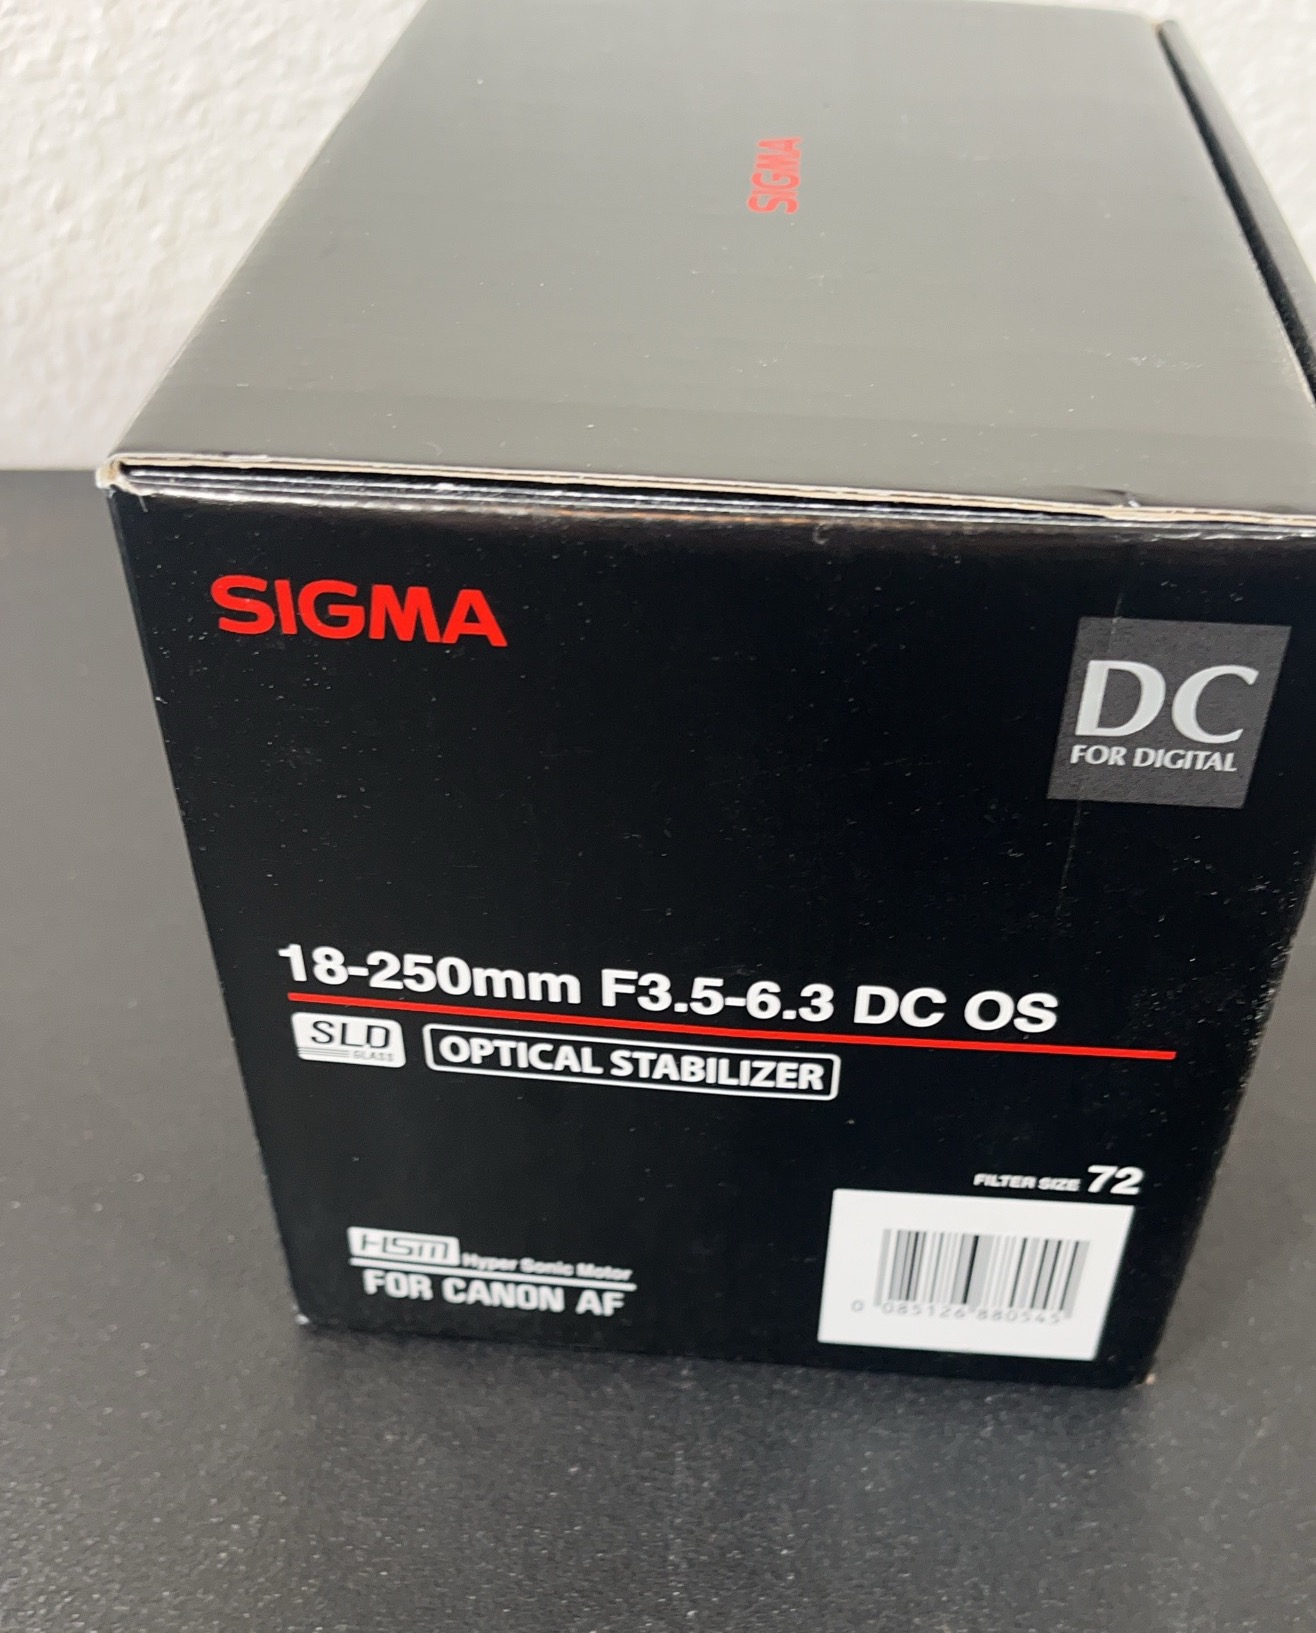 SIGMA
SIGMA
DC
FOR DIGITAL
18-250mm F3.5-6.3 DC OS
SLD
GLASS
OPTICAL STABILIZER
FILTER SIZE 72
HSM Hyper Sonic Motor
FOR CANON AF
0 085126 880545